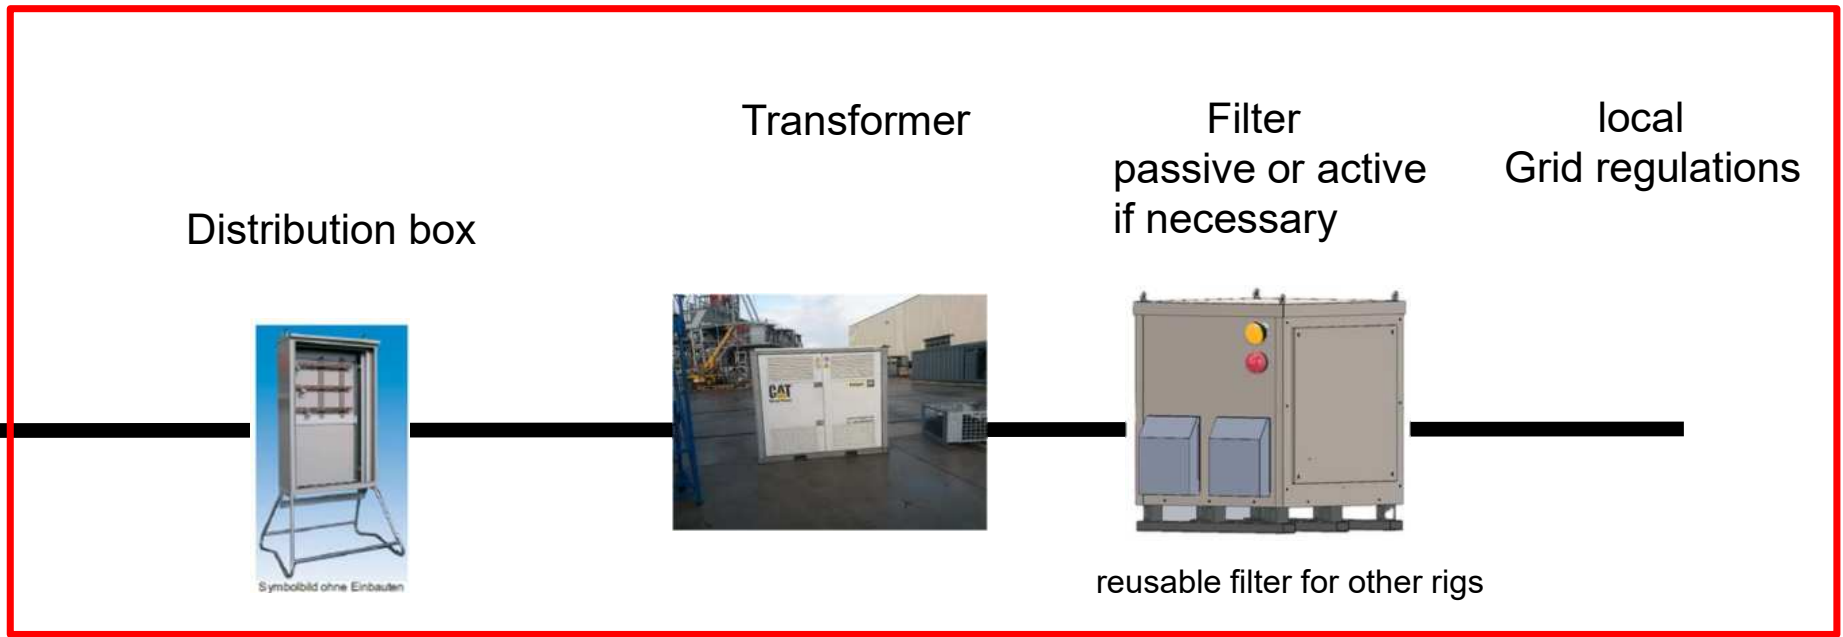 Transformer
Filter
passive or active
if necessary
local
Grid regulations
Distribution box
CAT
Symbolbild ohne Einbauten
reusable filter for other rigs